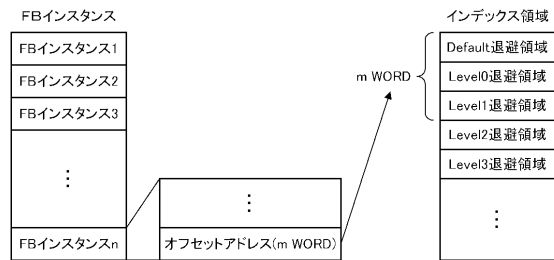 FBインスタンス
FBインスタンス1
FBインスタンス2
FBインスタンス3
⋮
FBインスタンスn
⋮
オフセットアドレス(m WORD)
m WORD
インデックス領域
Default退避領域
Level0退避領域
Level1退避領域
Level2退避領域
Level3退避領域
⋮